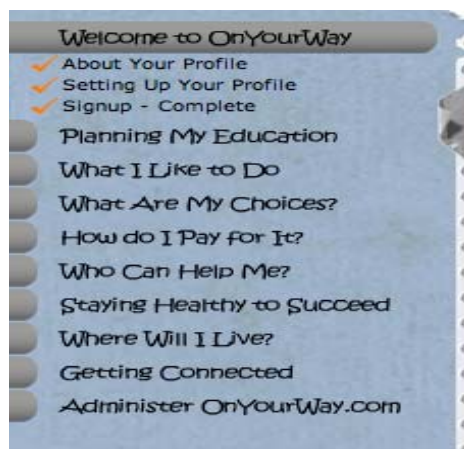 Welcome to OnYourWay
About Your Profile
Setting Up Your Profile
Signup - Complete
Planning My Education
What I Like to Do
What Are My Choices?
How do I Pay for It?
Who Can Help Me?
Staying Healthy to Succeed
Where Will I Live?
Getting Connected
Administer OnYourWay.com